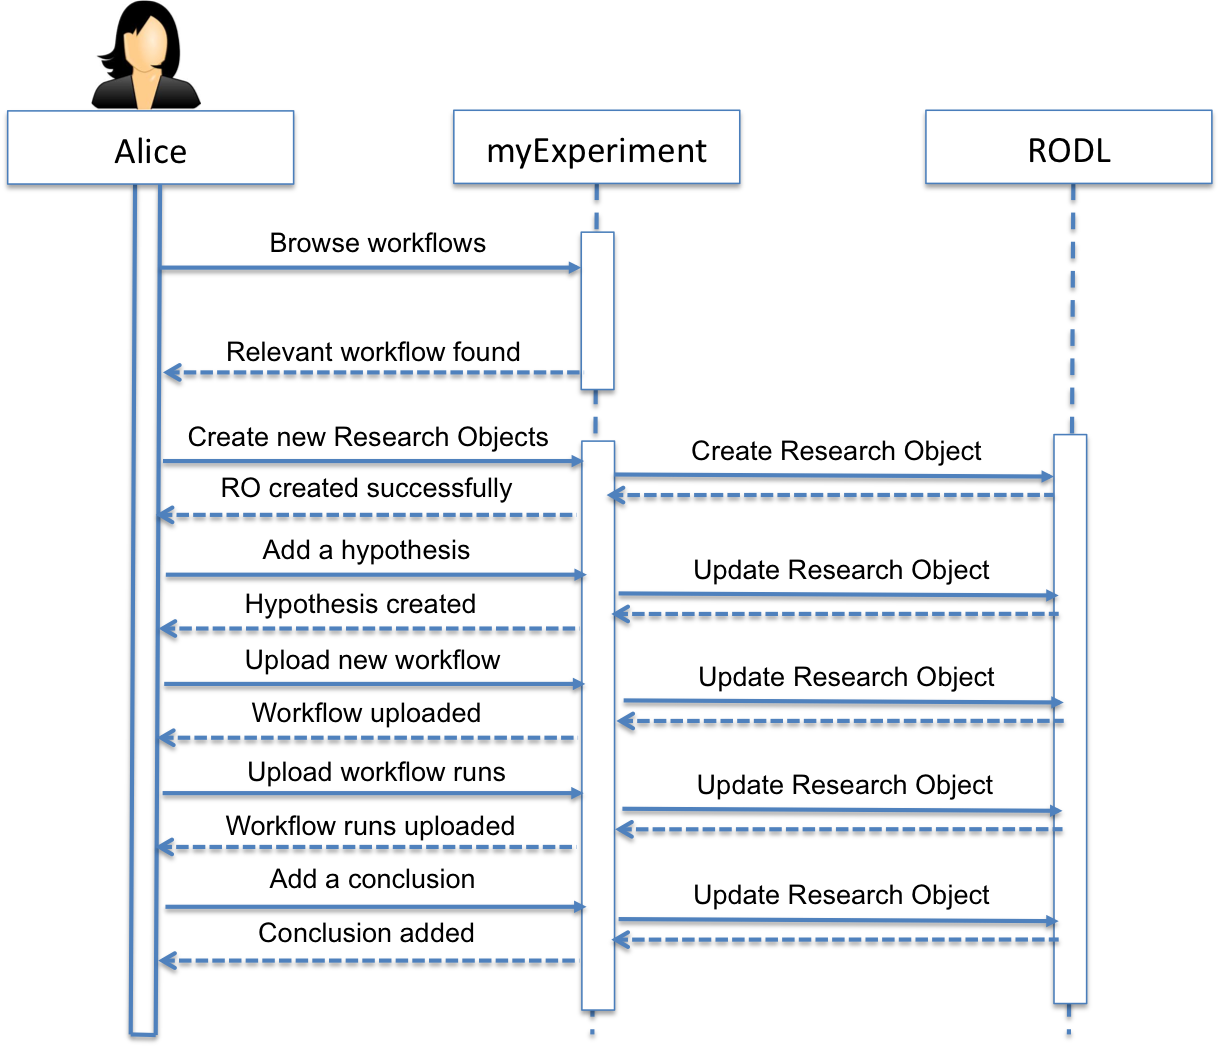 Alice
myExperiment
RODL
Browse workflows
Relevant workflow found
Create new Research Objects
Create Research Object
RO created successfully
Add a hypothesis
Update Research Object
Hypothesis created
Upload new workflow
Update Research Object
Workflow uploaded
Upload workflow runs
Update Research Object
Workflow runs uploaded
Add a conclusion
Update Research Object
Conclusion added